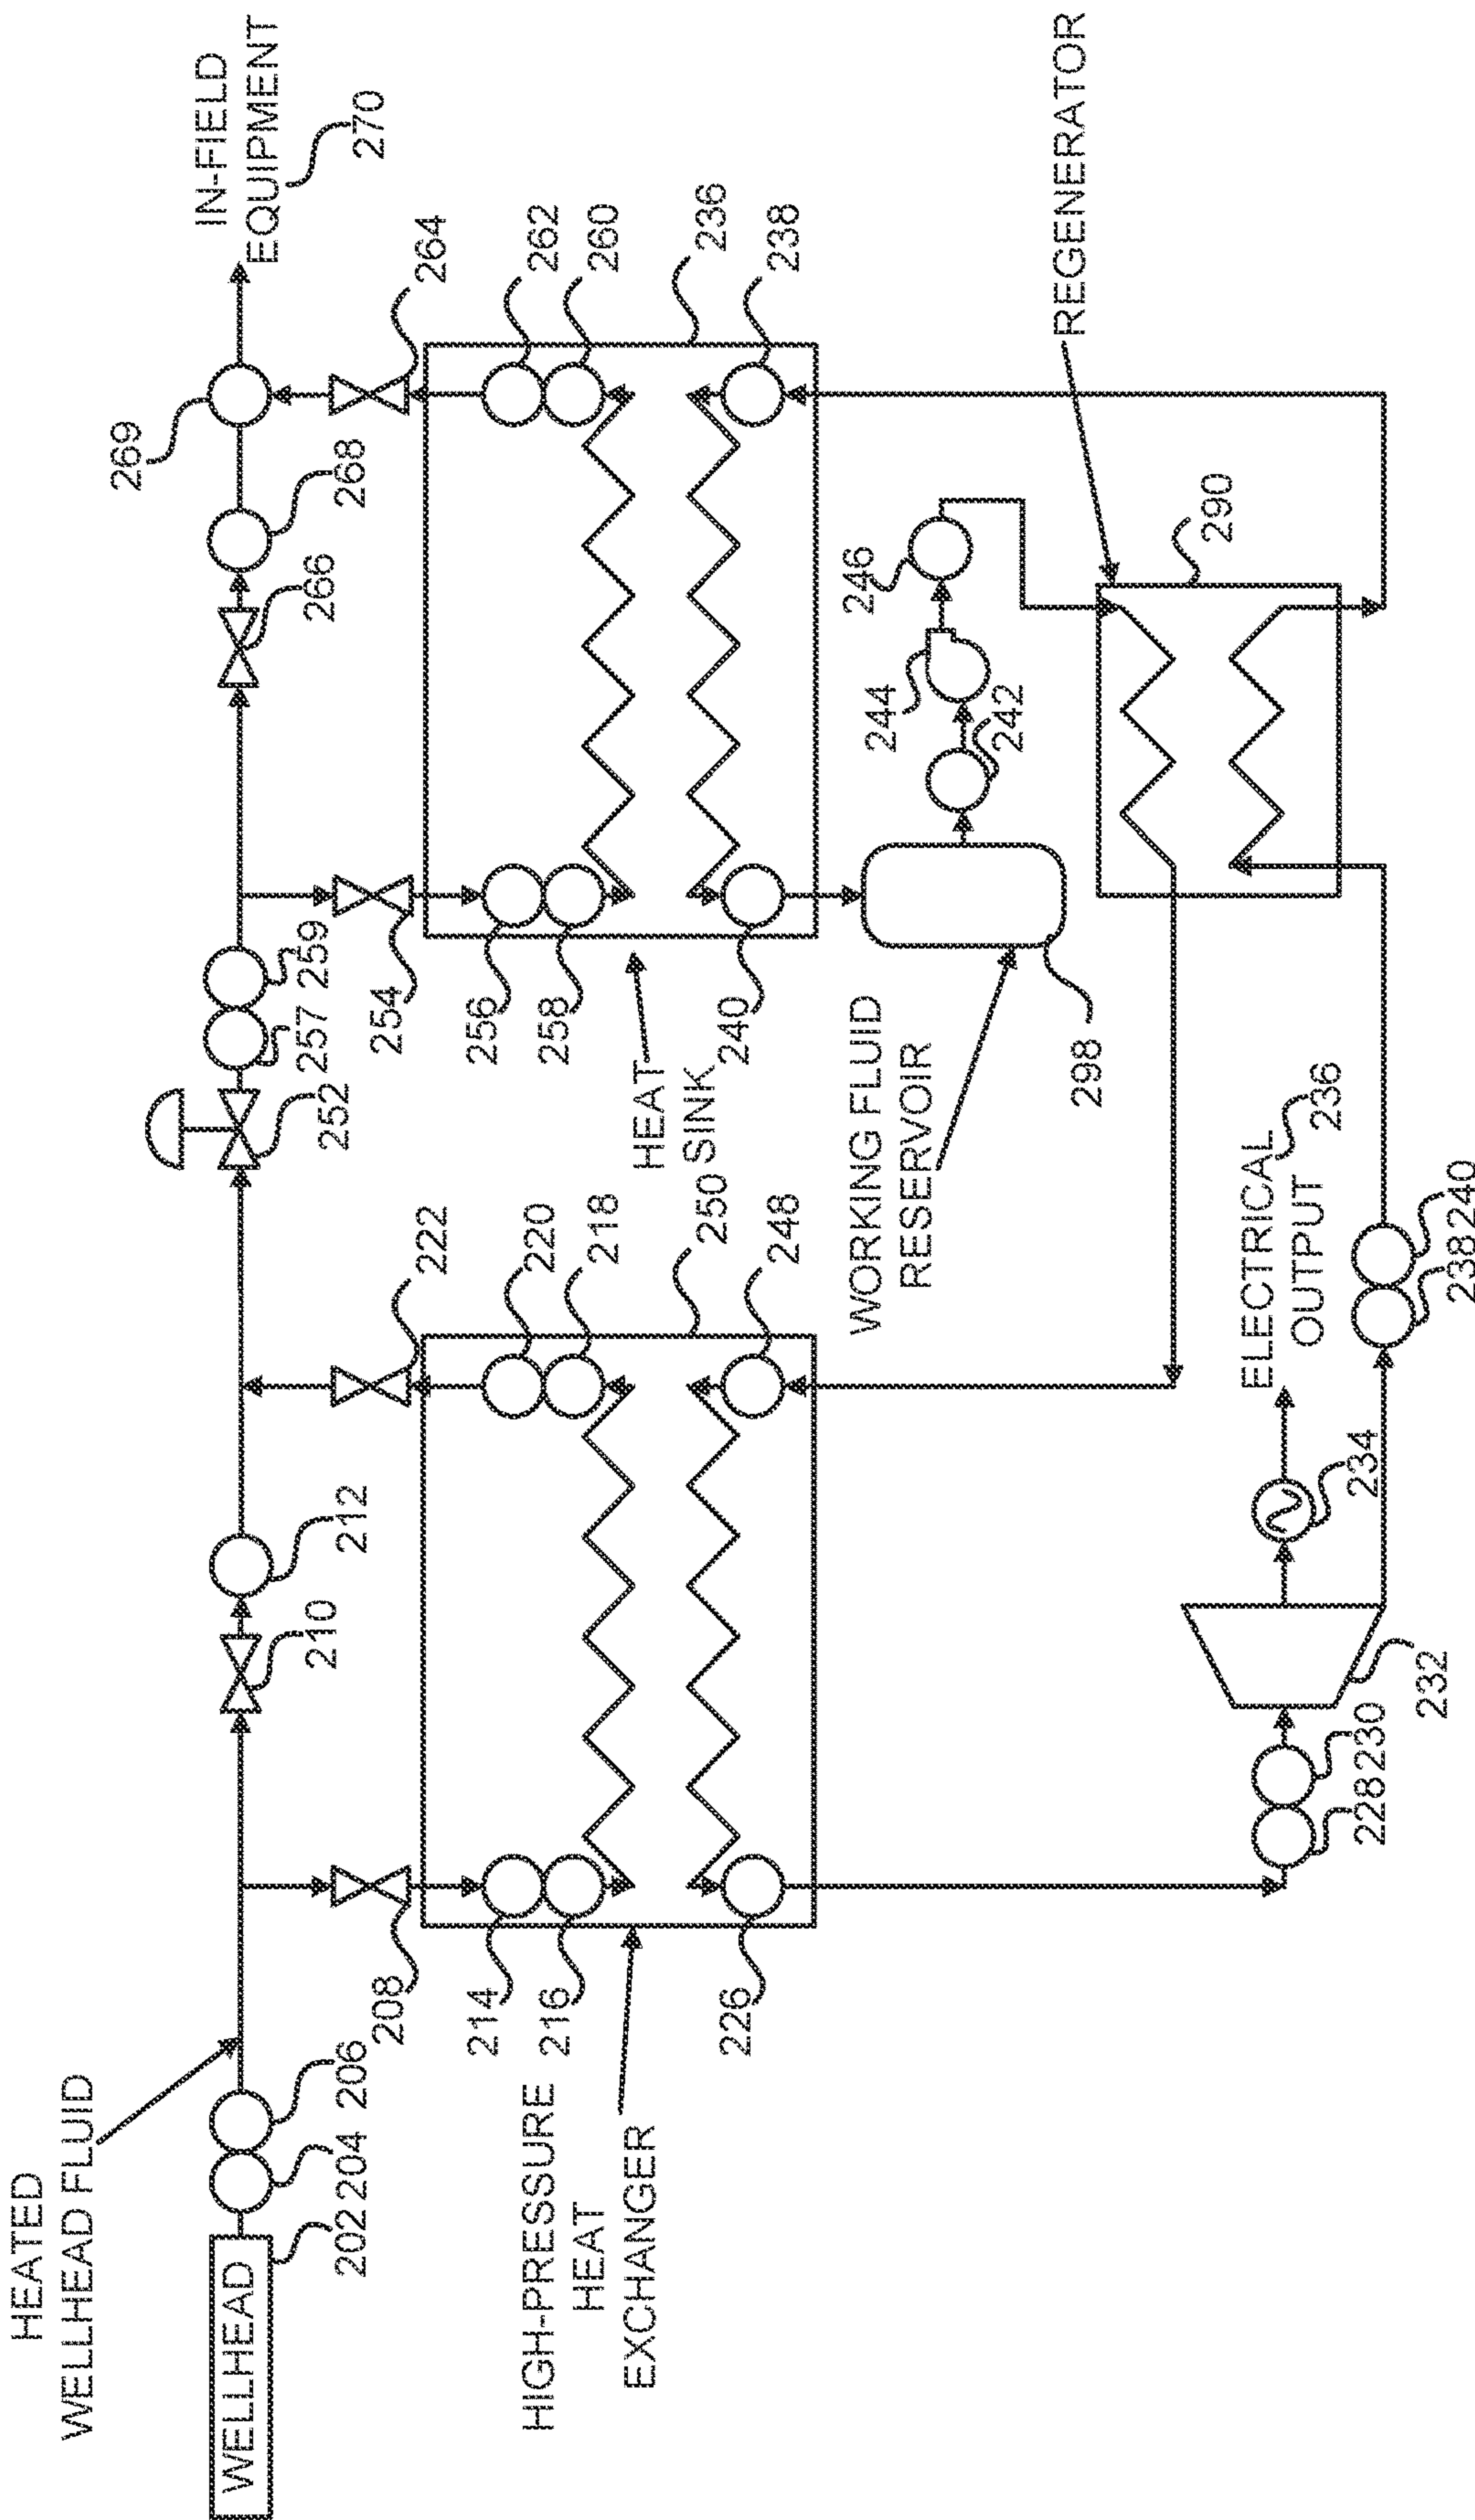 HEATED
WELLHEAD FLUID
WELLHEAD
202
204
206
208
210
212
214
216
HIGH-PRESSURE
HEAT
EXCHANGER
218
220
222
226
248
250
228
230
232
234
ELECTRICAL
OUTPUT
236
238
240
252
257
259
254
256
258
240
HEAT
SINK
266
268
269
IN-FIELD
EQUIPMENT
270
264
262
260
236
238
WORKING FLUID
RESERVOIR
298
242
244
246
REGENERATOR
290